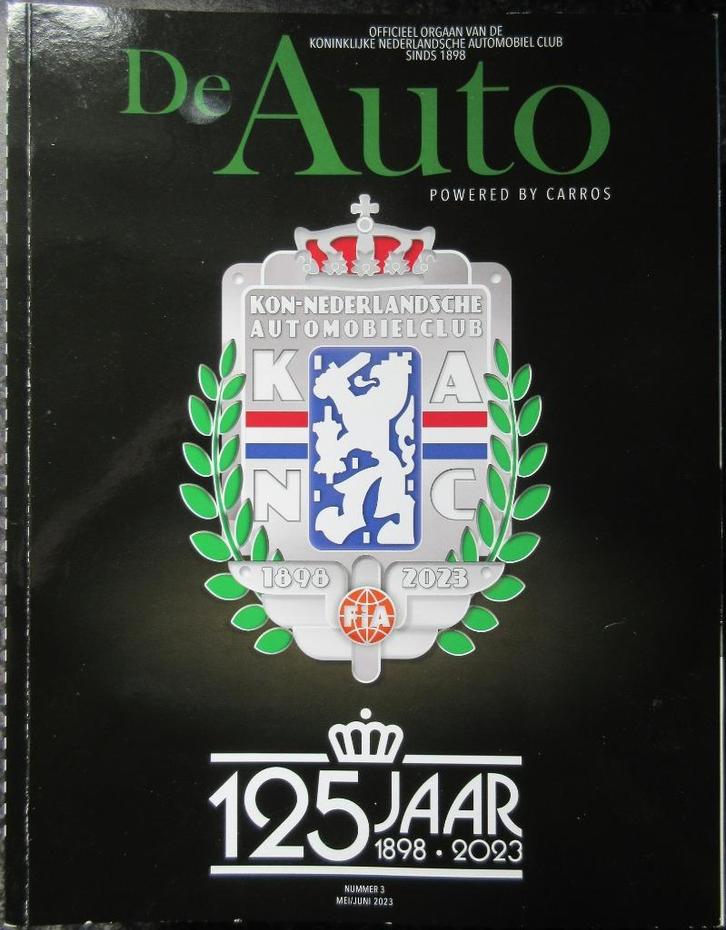 OFFICIEEL ORGAAN VAN DE
KONINKLIJKE NEDERLANDSCHE AUTOMOBIEL CLUB
SINDS 1898
De Auto
POWERED BY CARROS
KON-NEDERLANDSCHE
AUTOMOBIELCLUB
K A
N C
1898 2023
FIA
125 JAAR
1898 • 2023
NUMMER 3
MEI/JUNI 2023